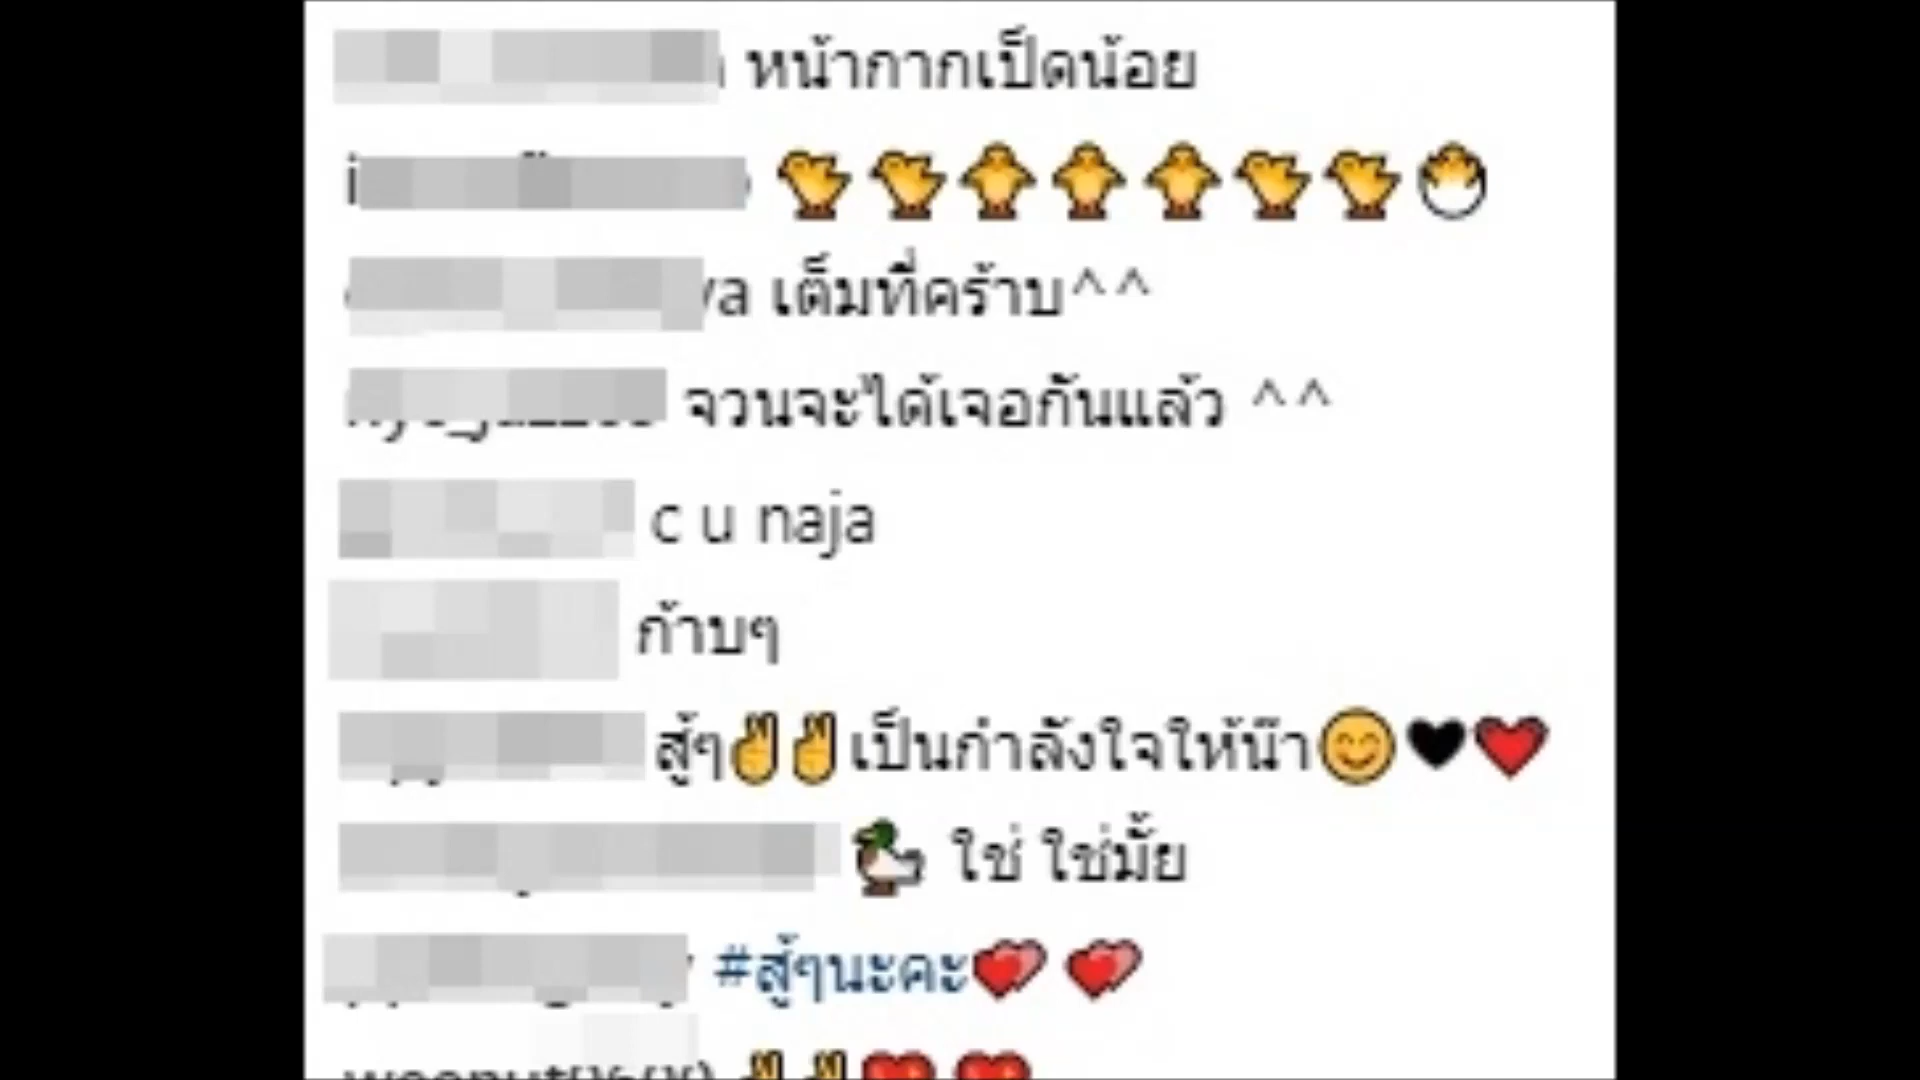 หน้ากากเป็ดน้อย
🐤🐤🐥🐥🐥🐤🐤🐣
เต็มที่คร้าบ^^
จวนจะได้เจอกันแล้ว ^^
c u naja
ก้าบๆ
สู้ๆ✌✌เป็นกำลังใจให้น๊า😊🖤❤
🦆 ใช่ ใช่มั้ย
#สู้ๆนะคะ💕 💕
✌✌❤ ❤